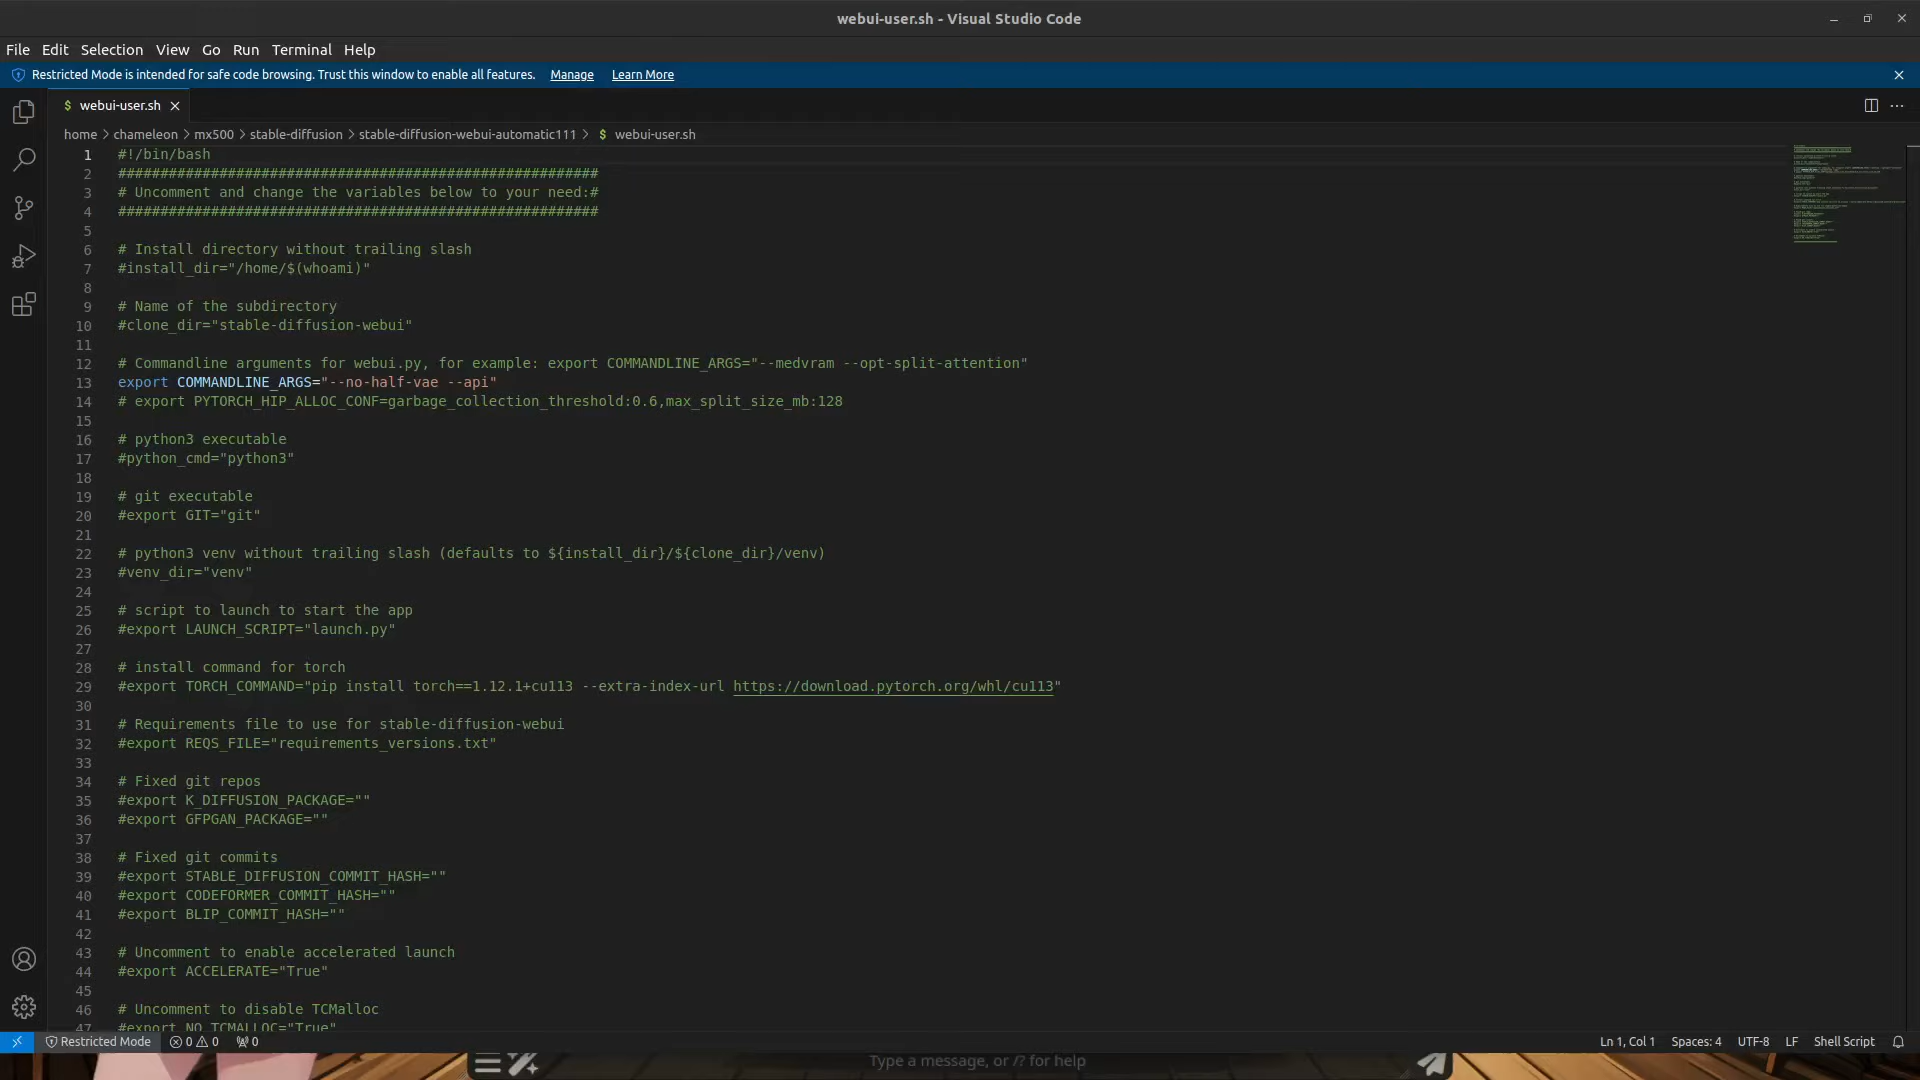 webui-user.sh - Visual Studio Code
File Edit Selection View Go Run Terminal Help
Restricted Mode is intended for safe code browsing. Trust this window to enable all features. Manage Learn More
$ webui-user.sh
home > chameleon > mx500 > stable-diffusion > stable-diffusion-webui-automatic111 > $ webui-user.sh
1 #!/bin/bash
2 #########################################################
3 # Uncomment and change the variables below to your need:#
4 #########################################################
5
6 # Install directory without trailing slash
7 #install_dir="/home/$(whoami)"
8
9 # Name of the subdirectory
10 #clone_dir="stable-diffusion-webui"
11
12 # Commandline arguments for webui.py, for example: export COMMANDLINE_ARGS="--medvram --opt-split-attention"
13 export COMMANDLINE_ARGS="--no-half-vae --api"
14 # export PYTORCH_HIP_ALLOC_CONF=garbage_collection_threshold:0.6,max_split_size_mb:128
15
16 # python3 executable
17 #python_cmd="python3"
18
19 # git executable
20 #export GIT="git"
21
22 # python3 venv without trailing slash (defaults to ${install_dir}/${clone_dir}/venv)
23 #venv_dir="venv"
24
25 # script to launch to start the app
26 #export LAUNCH_SCRIPT="launch.py"
27
28 # install command for torch
29 #export TORCH_COMMAND="pip install torch==1.12.1+cu113 --extra-index-url https://download.pytorch.org/whl/cu113"
30
31 # Requirements file to use for stable-diffusion-webui
32 #export REQS_FILE="requirements_versions.txt"
33
34 # Fixed git repos
35 #export K_DIFFUSION_PACKAGE=""
36 #export GFPGAN_PACKAGE=""
37
38 # Fixed git commits
39 #export STABLE_DIFFUSION_COMMIT_HASH=""
40 #export CODEFORMER_COMMIT_HASH=""
41 #export BLIP_COMMIT_HASH=""
42
43 # Uncomment to enable accelerated launch
44 #export ACCELERATE="True"
45
46 # Uncomment to disable TCMalloc
47 #export NO_TCMALLOC="True"
Restricted Mode 0 0 0 Ln 1, Col 1 Spaces: 4 UTF-8 LF Shell Script
Type a message, or /? for help